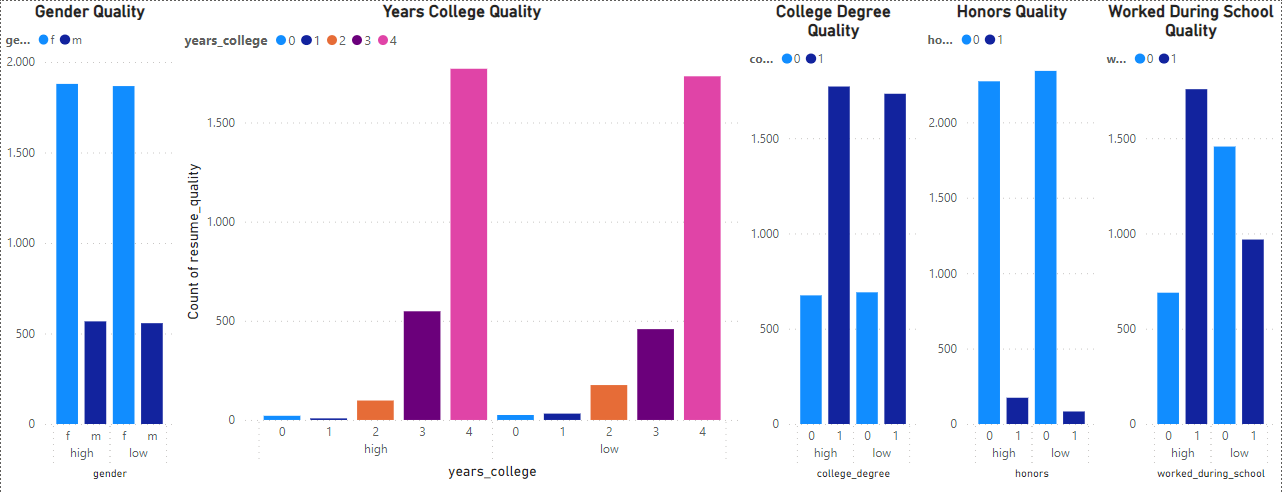 Gender Quality
ge... f m
2.000
1.500
1.000
500
0
f m f m
high low
gender
Years College Quality
years_college 0 1 2 3 4
Count of resume_quality
1.500
1.000
500
0
0 1 2 3 4 0 1 2 3 4
high low
years_college
College Degree
Quality
co... 0 1
1.500
1.000
500
0
0 1 0 1
high low
college_degree
Honors Quality
ho... 0 1
2.000
1.500
1.000
500
0
0 1 0 1
high low
honors
Worked During School
Quality
w... 0 1
1.500
1.000
500
0
0 1 0 1
high low
worked_during_school